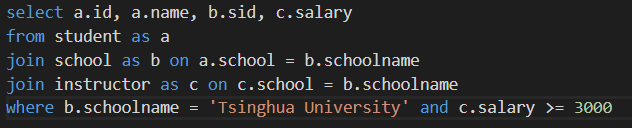 select a.id, a.name, b.sid, c.salary
from student as a
join school as b on a.school = b.schoolname
join instructor as c on c.school = b.schoolname
where b.schoolname = 'Tsinghua University' and c.salary >= 3000